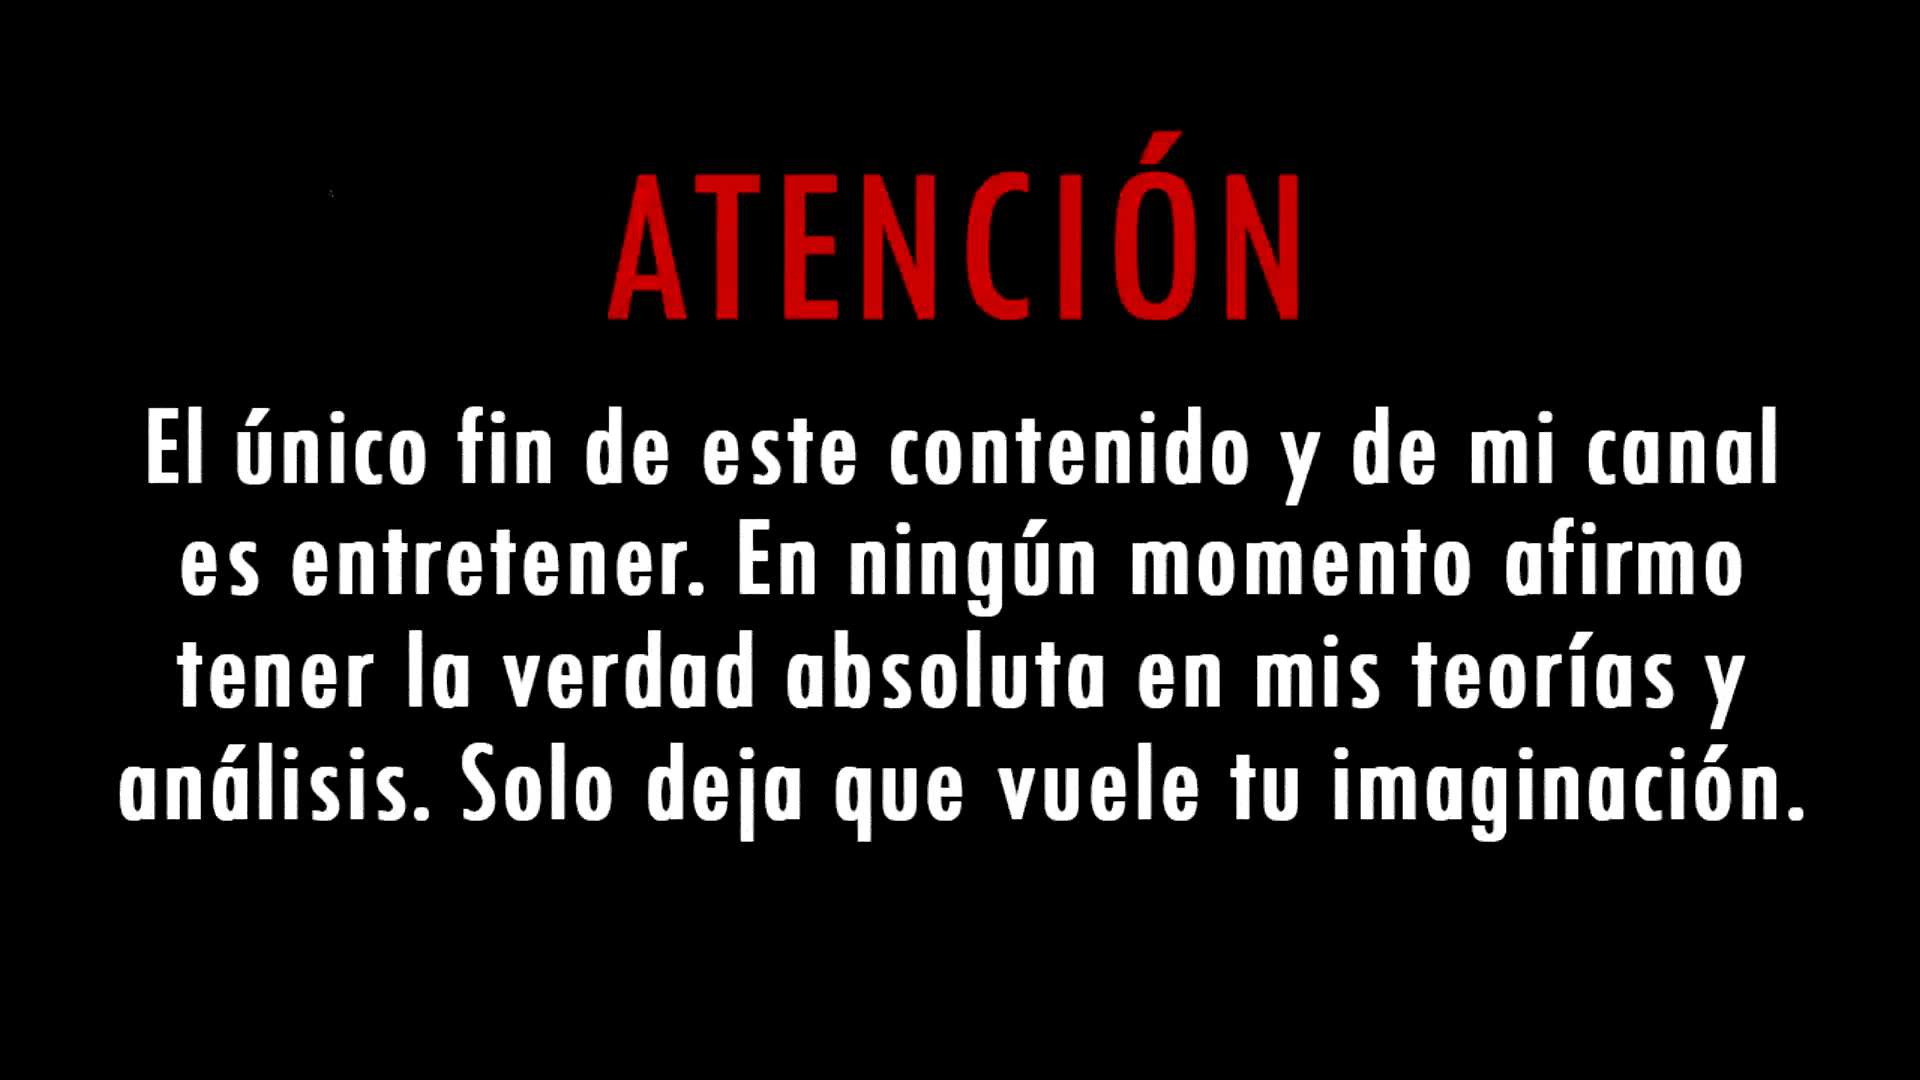 ATENCIÓN
El único fin de este contenido y de mi canal
es entretener. En ningún momento afirmo
tener la verdad absoluta en mis teorías y
análisis. Solo deja que vuele tu imaginación.